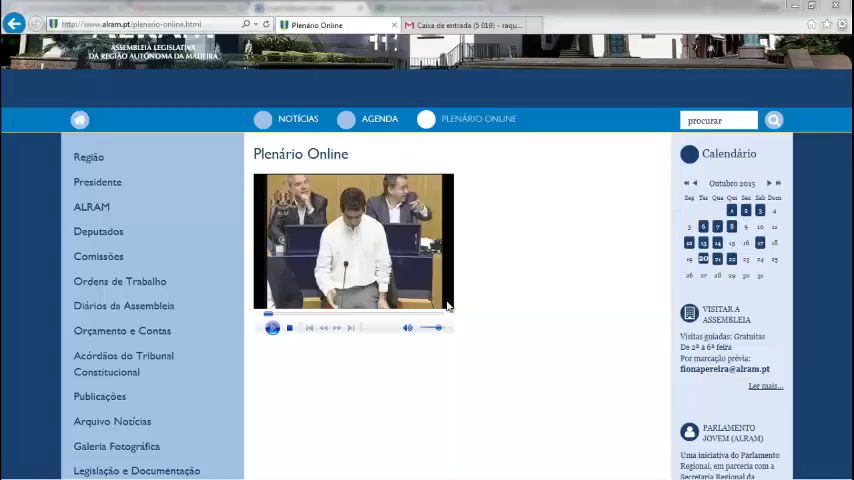 http://www.alram.pt/plenario-online.html
Plenário Online
Caixa de entrada (5 019) - raqu...
ASSEMBLEIA LEGISLATIVA
DA REGIÃO AUTÓNOMA DA MADEIRA
NOTÍCIAS
AGENDA
PLENÁRIO ONLINE
procurar
Região
Presidente
ALRAM
Deputados
Comissões
Ordens de Trabalho
Diários da Assembleia
Orçamento e Contas
Acórdãos do Tribunal
Constitucional
Publicações
Arquivo Notícias
Galeria Fotográfica
Legislação e Documentação
Plenário Online
Calendário
Outubro 2015
Seg Ter Qua Qui Sex Sab Dom
1 2 3 4
5 6 7 8 9 10 11
12 13 14 15 16 17 18
19 20 21 22 23 24 25
26 27 28 29 30 31
VISITAR A
ASSEMBLEIA
Visitas guiadas: Gratuitas
De 2ª a 6ª feira
Por marcação prévia:
fionapereira@alram.pt
Ler mais...
PARLAMENTO
JOVEM (ALRAM)
Uma iniciativa do Parlamento
Regional, em parceria com a
Secretaria Regional da